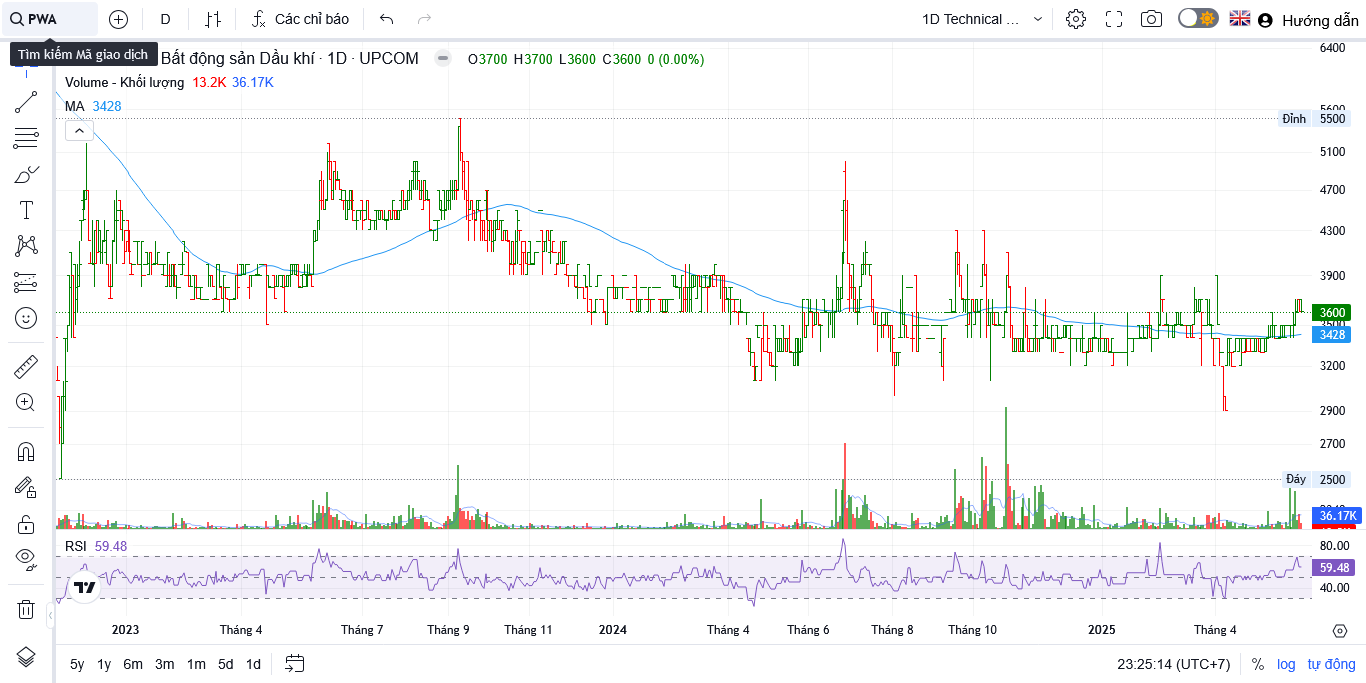 PWA
D
Các chỉ báo
1D Technical ...
Hướng dẫn
Tìm kiếm Mã giao dịch
Bất động sản Dầu khí · 1D · UPCOM
O3700 H3700 L3600 C3600 0 (0.00%)
Volume - Khối lượng 13.2K 36.17K
MA 3428
6400
5600
Đỉnh 5500
5100
4700
4300
3900
3600
3500
3428
3200
2900
2700
Đáy 2500
36.17K
RSI 59.48
80.00
59.48
40.00
2023 Tháng 4 Tháng 7 Tháng 9 Tháng 11 2024 Tháng 4 Tháng 6 Tháng 8 Tháng 10 2025 Tháng 4
5y 1y 6m 3m 1m 5d 1d
23:25:14 (UTC+7) % log tự động